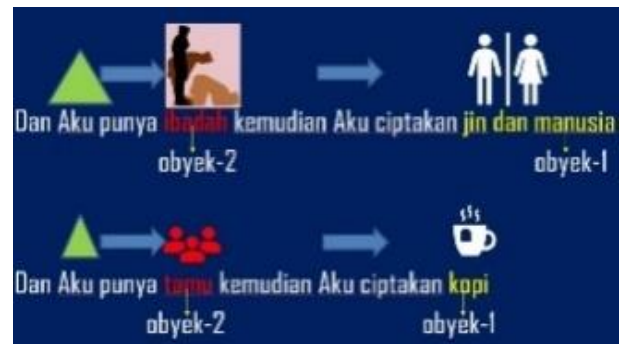 Dan Aku punya ibadah kemudian Aku ciptakan jin dan manusia
obyek-2 obyek-1
Dan Aku punya tamu kemudian Aku ciptakan kopi
obyek-2 obyek-1